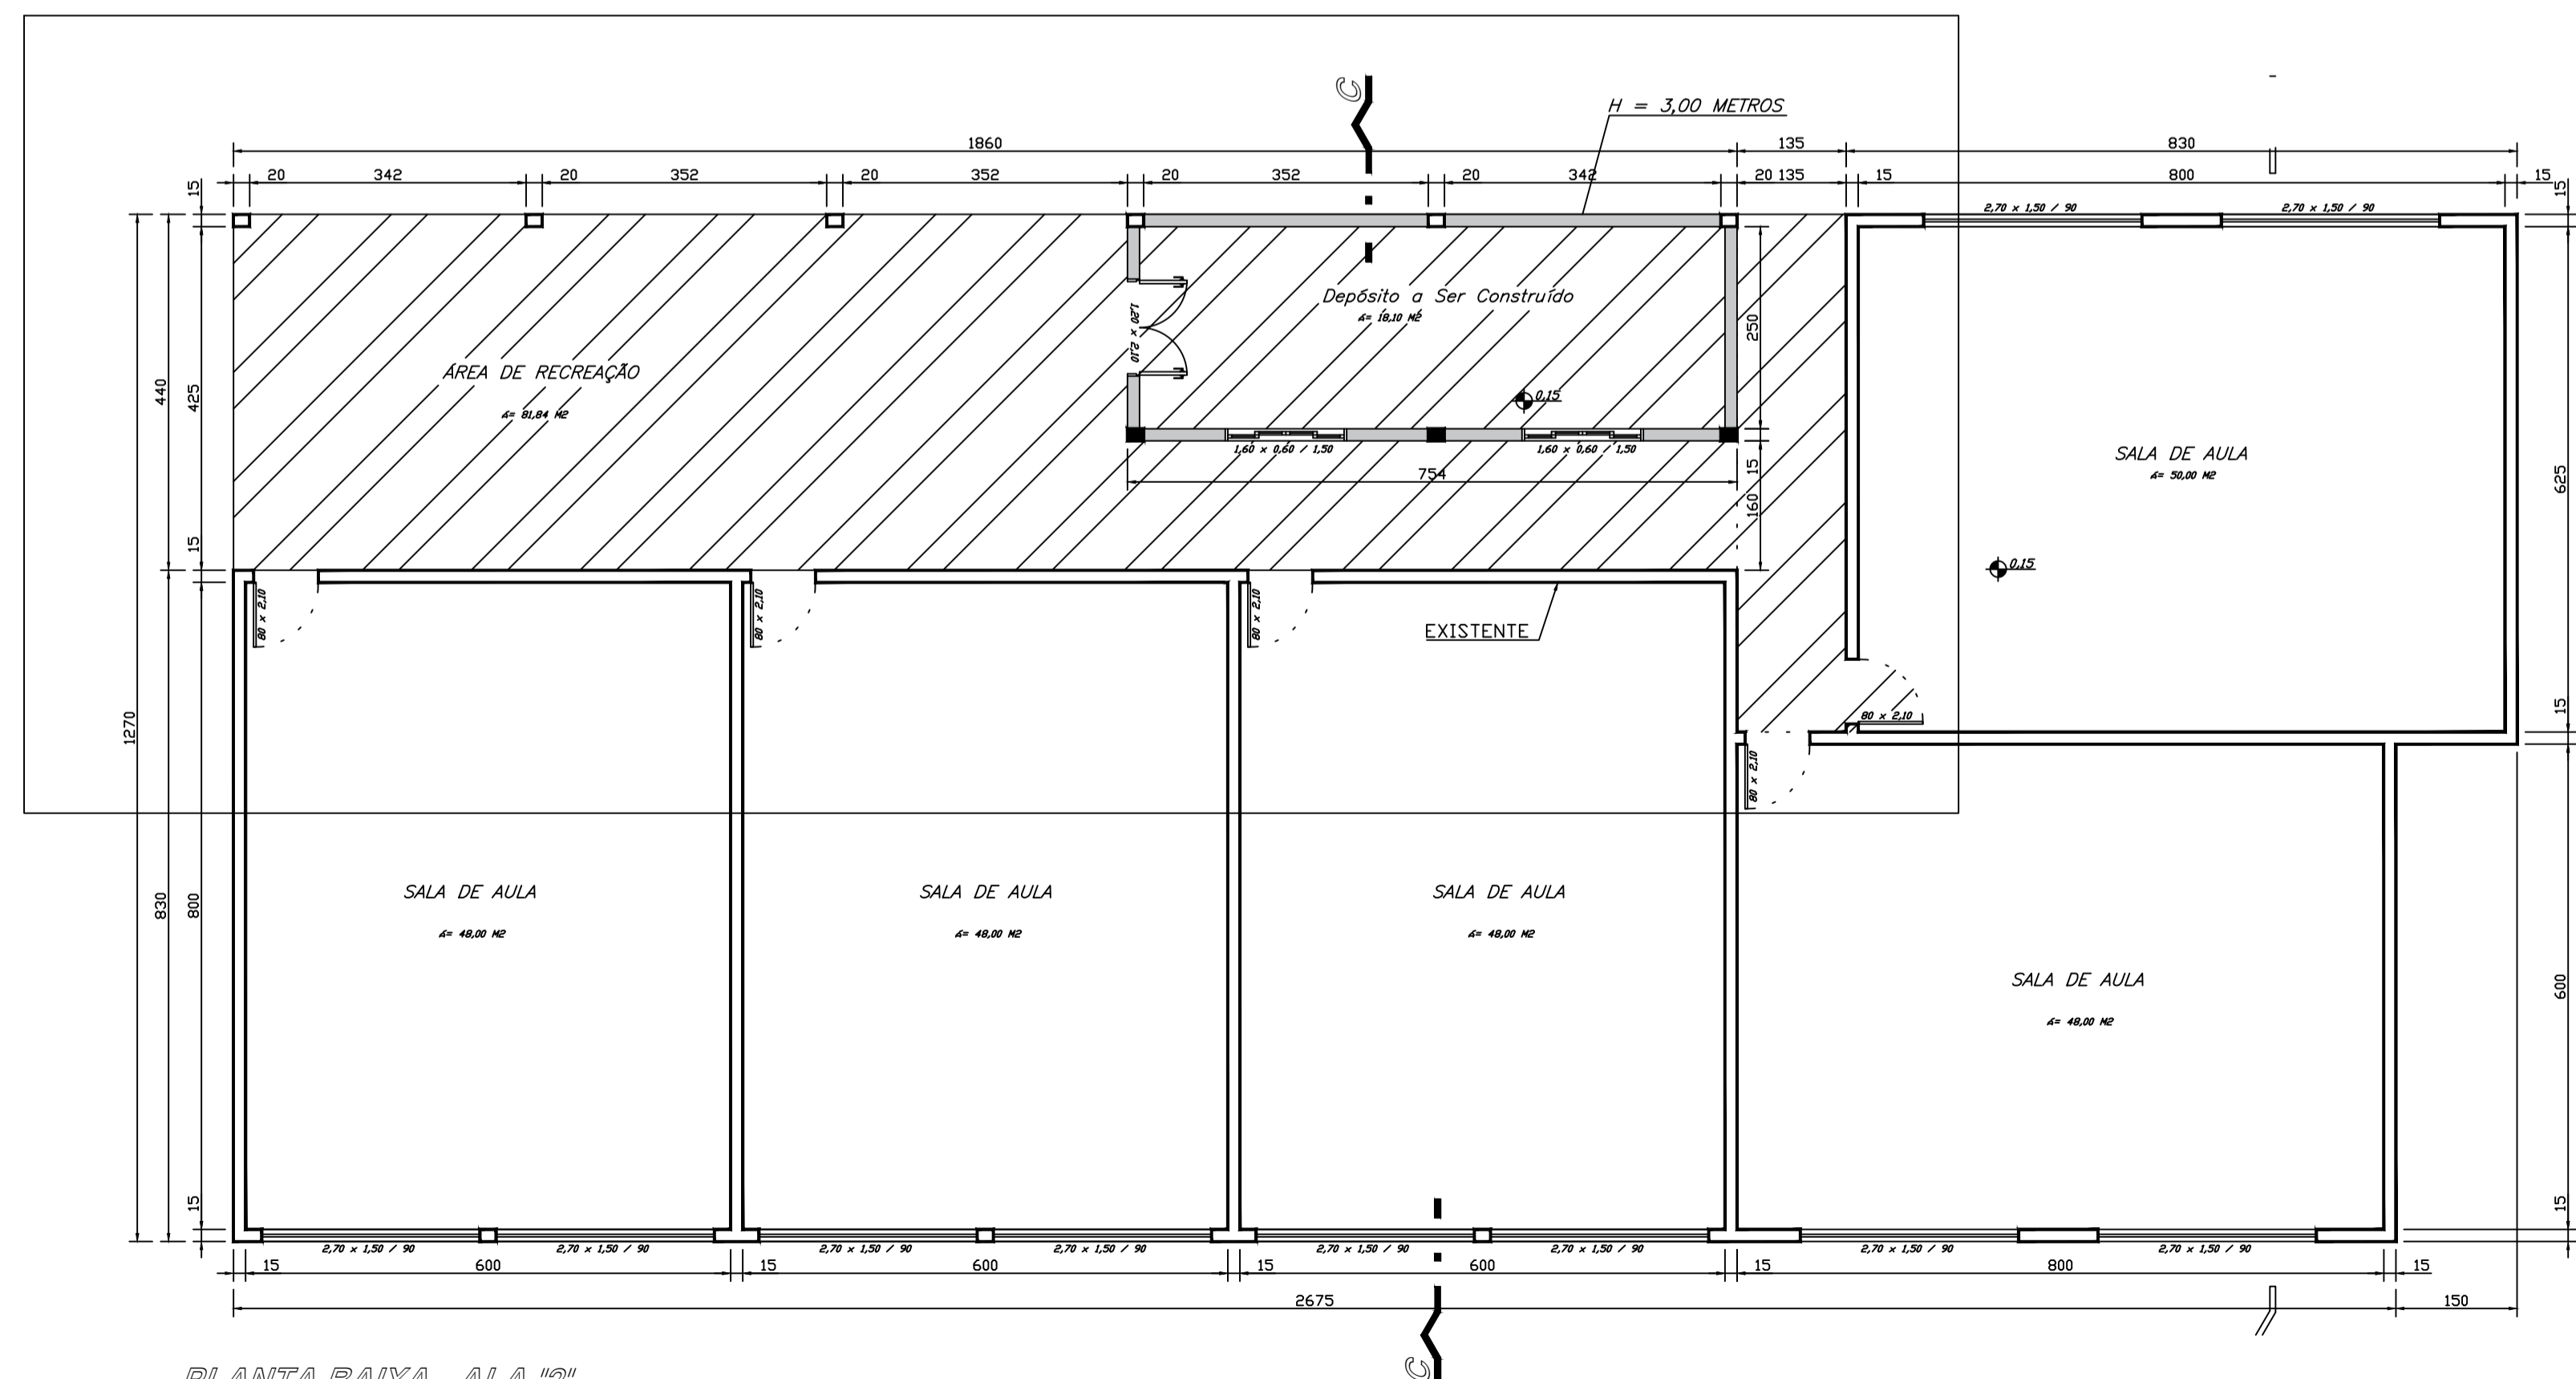 C
H = 3,00 METROS
1860
135
830
20
342
20
352
20
352
20
352
20
342
20
135
15
800
15
15
15
2,70 x 1,50 / 90
2,70 x 1,50 / 90
Depósito a Ser Construído
A= 18,10 M2
1,20 x 2,10
250
ÁREA DE RECREAÇÃO
A= 81,84 M2
440
425
0,15
1,60 x 0,60 / 1,50
1,60 x 0,60 / 1,50
754
15
160
SALA DE AULA
A= 50,00 M2
625
15
0,15
80 x 2,10
80 x 2,10
80 x 2,10
EXISTENTE
80 x 2,10
80 x 2,10
15
1270
830
800
SALA DE AULA
A= 48,00 M2
SALA DE AULA
A= 48,00 M2
SALA DE AULA
A= 48,00 M2
SALA DE AULA
A= 48,00 M2
600
15
15
2,70 x 1,50 / 90
2,70 x 1,50 / 90
2,70 x 1,50 / 90
2,70 x 1,50 / 90
2,70 x 1,50 / 90
2,70 x 1,50 / 90
2,70 x 1,50 / 90
2,70 x 1,50 / 90
15
600
15
600
15
600
15
800
15
2675
150
C
PLANTA BAIXA - ALA "2"